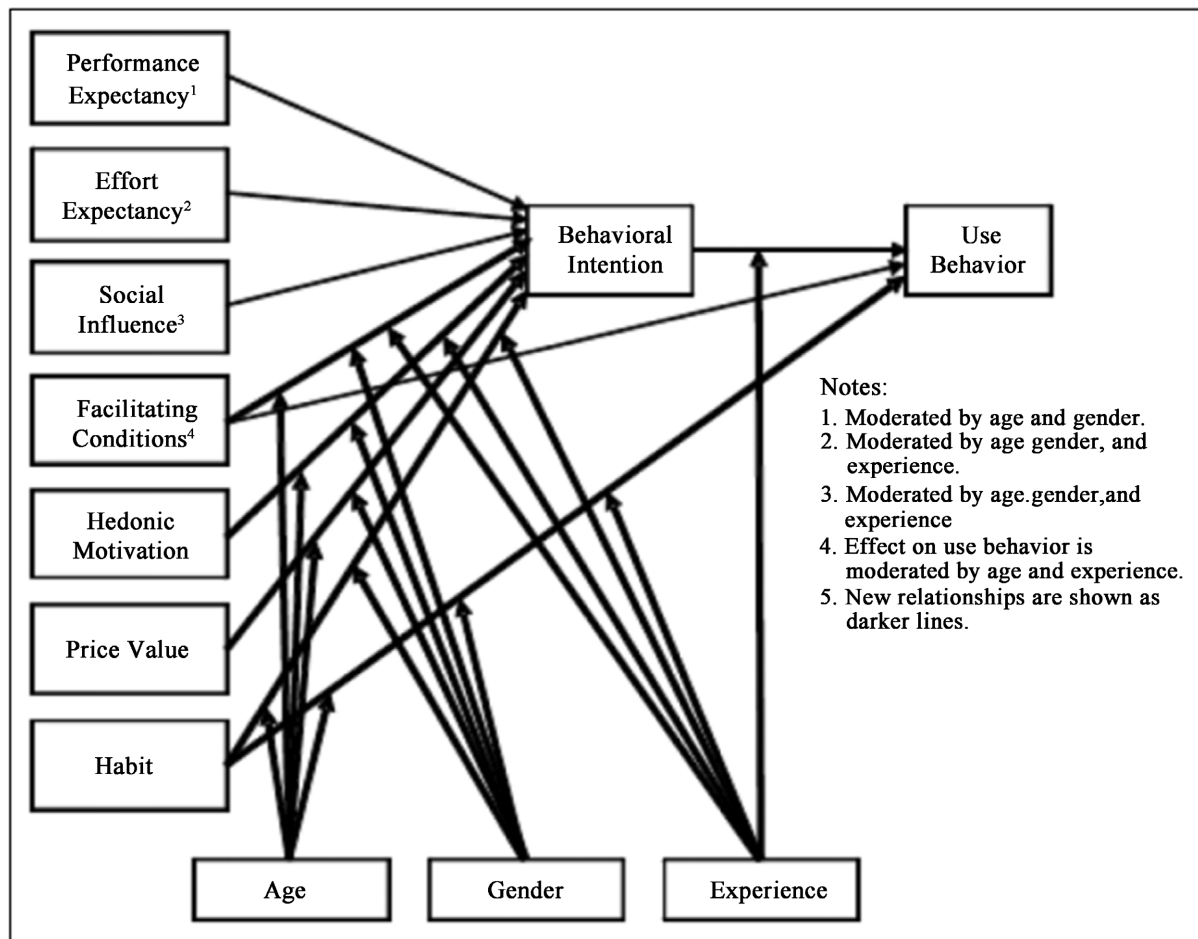 Performance
Expectancy1
Effort
Expectancy2
Social
Influence3
Facilitating
Conditions4
Hedonic
Motivation
Price Value
Habit
Behavioral
Intention
Use
Behavior
Notes:
1. Moderated by age and gender.
2. Moderated by age gender, and
experience.
3. Moderated by age.gender,and
experience
4. Effect on use behavior is
moderated by age and experience.
5. New relationships are shown as
darker lines.
Age
Gender
Experience